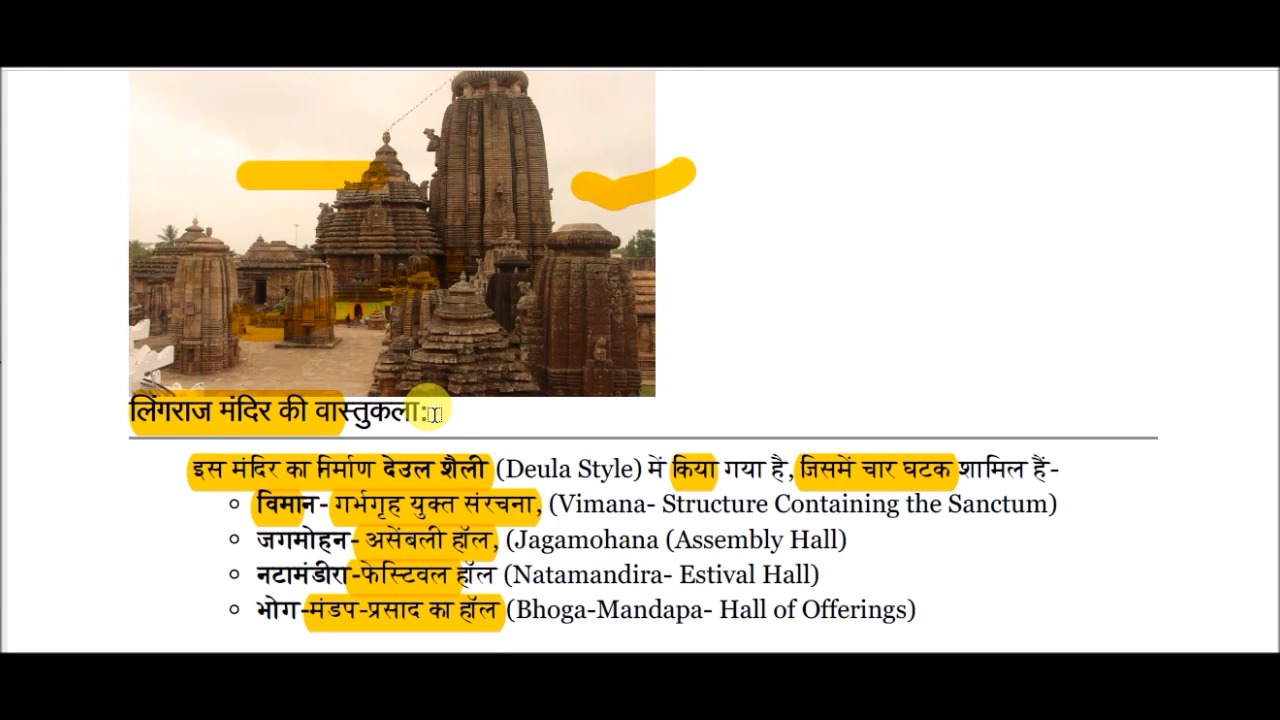 लिंगराज मंदिर की वास्तुकला:
इस मंदिर का निर्माण देउल शैली (Deula Style) में किया गया है, जिसमें चार घटक शामिल हैं-
विमान- गर्भगृह युक्त संरचना, (Vimana- Structure Containing the Sanctum)
जगमोहन- असेंबली हॉल, (Jagamohana (Assembly Hall)
नटामंडीरा-फेस्टिवल हॉल (Natamandira- Estival Hall)
भोग-मंडप-प्रसाद का हॉल (Bhoga-Mandapa- Hall of Offerings)